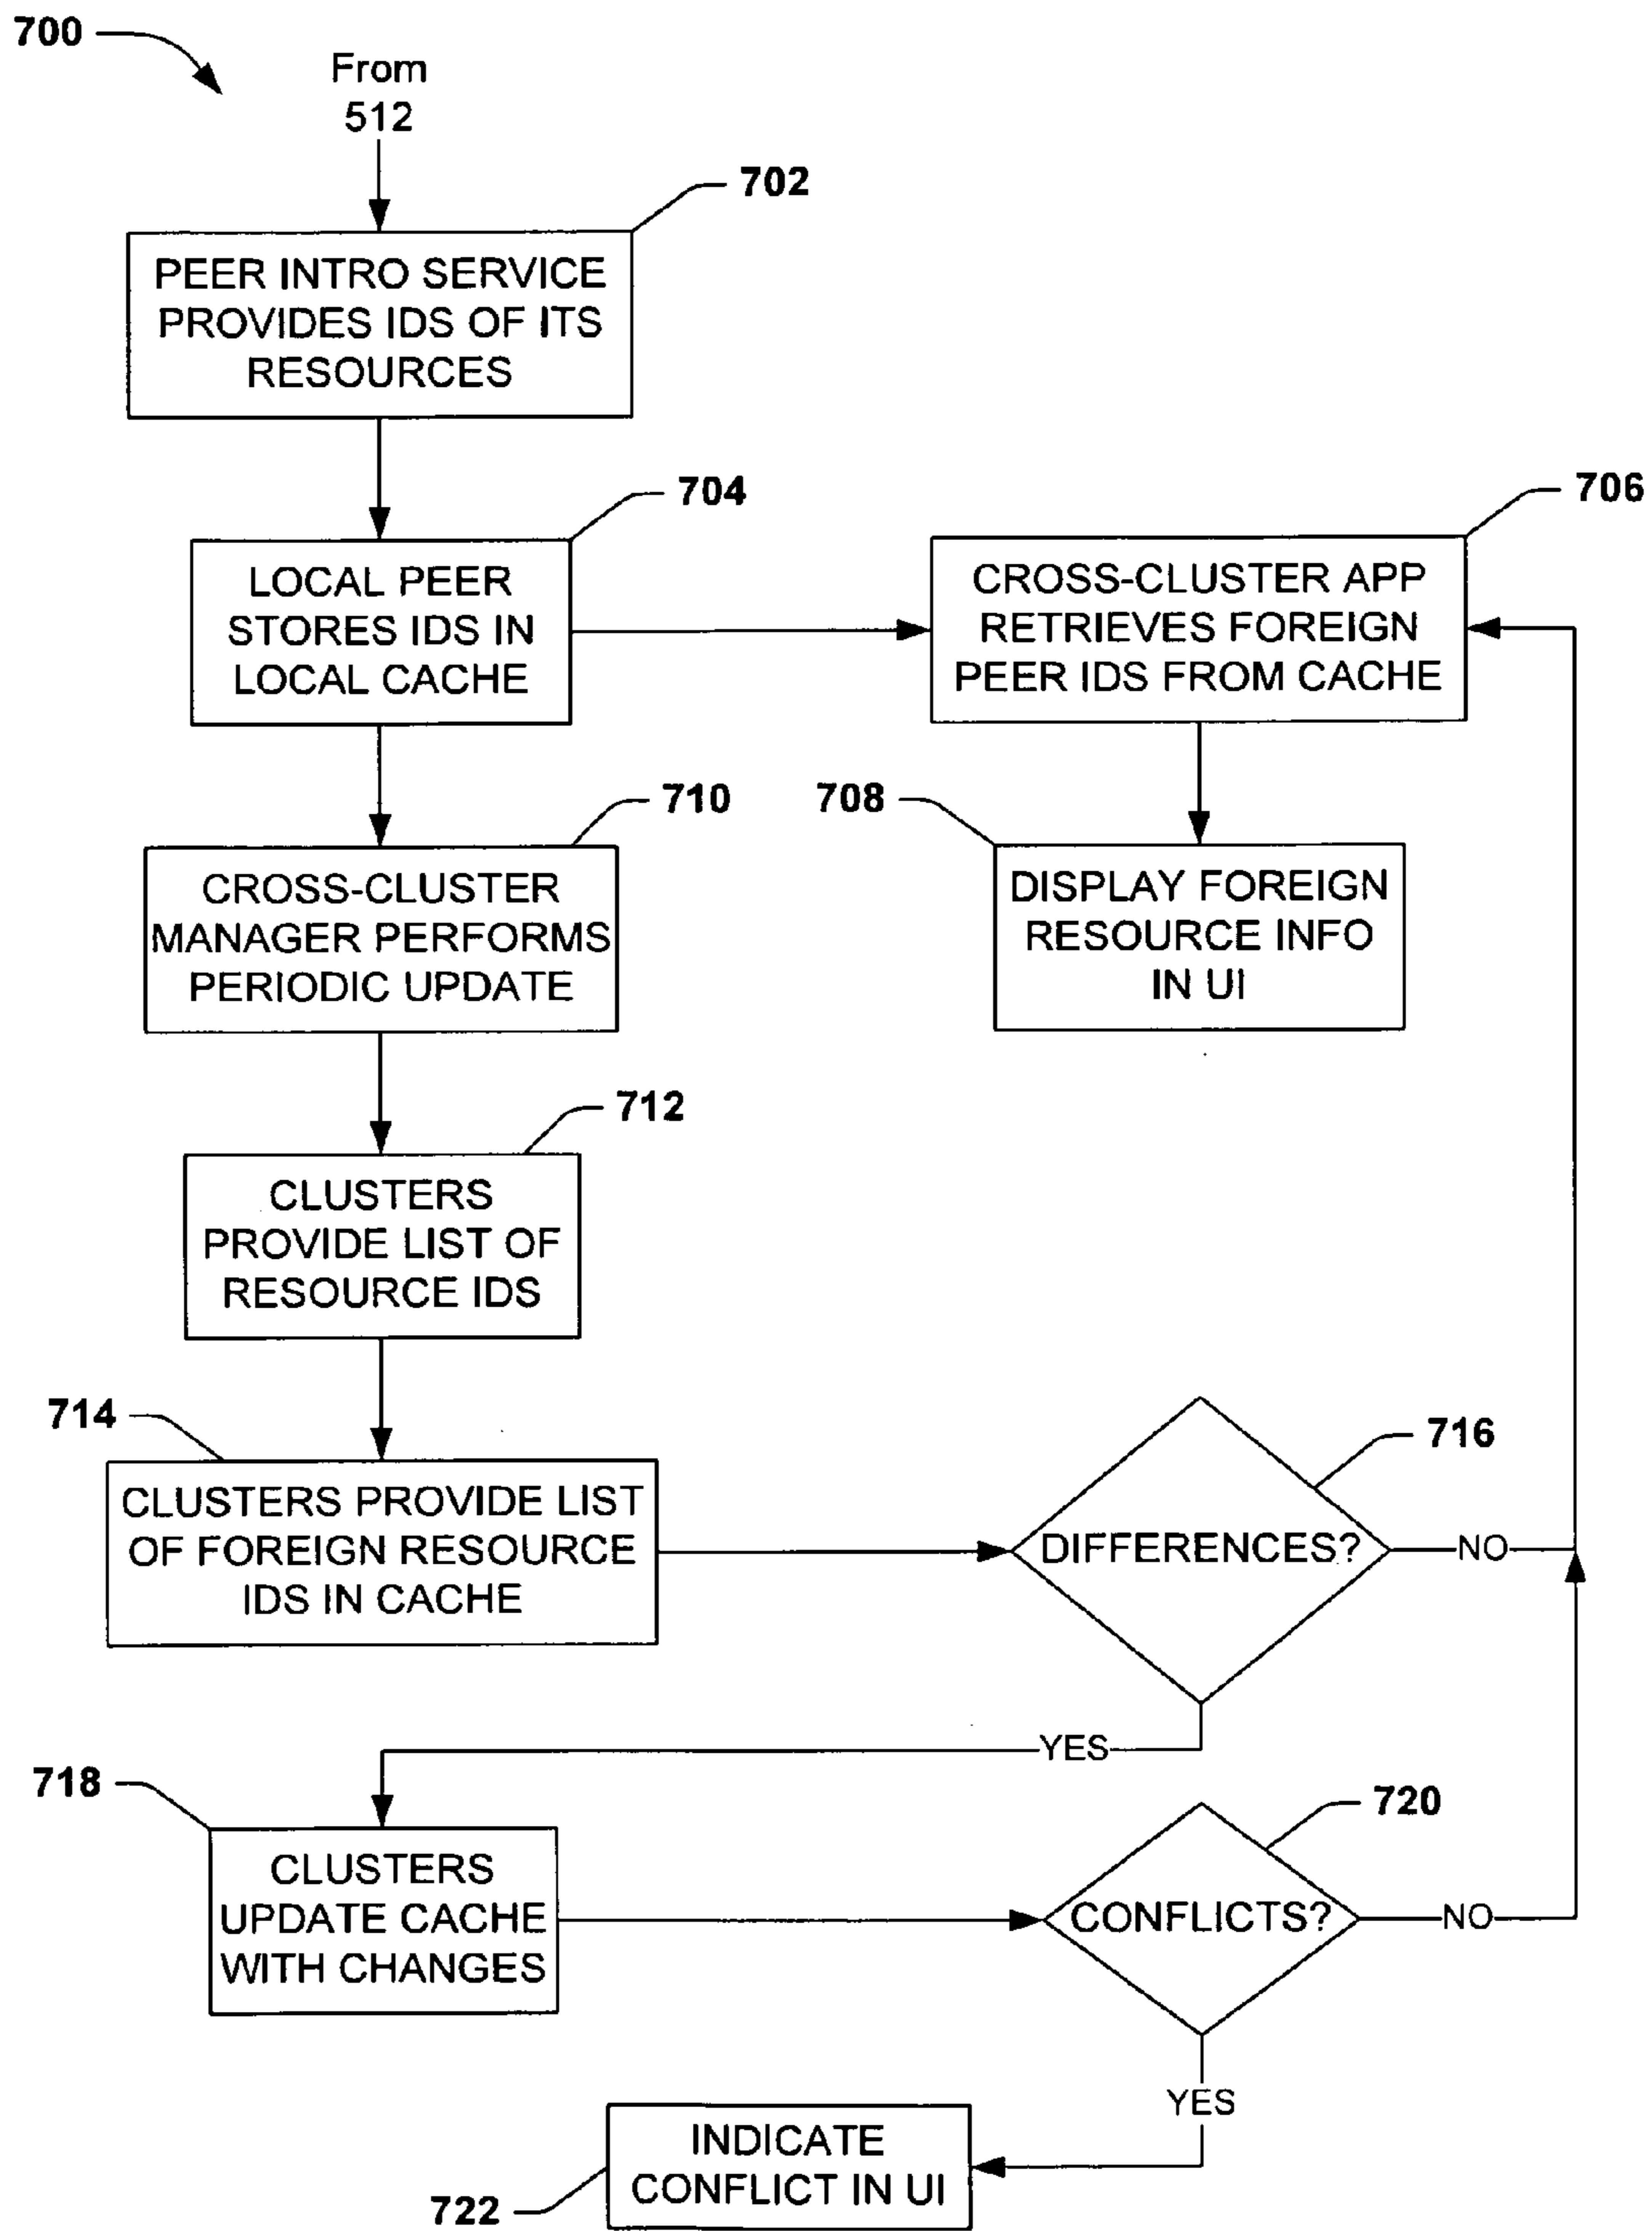 700
From
512
702
PEER INTRO SERVICE
PROVIDES IDS OF ITS
RESOURCES
704
LOCAL PEER
STORES IDS IN
LOCAL CACHE
706
CROSS-CLUSTER APP
RETRIEVES FOREIGN
PEER IDS FROM CACHE
710
CROSS-CLUSTER
MANAGER PERFORMS
PERIODIC UPDATE
708
DISPLAY FOREIGN
RESOURCE INFO
IN UI
712
CLUSTERS
PROVIDE LIST OF
RESOURCE IDS
714
CLUSTERS PROVIDE LIST
OF FOREIGN RESOURCE
IDS IN CACHE
716
DIFFERENCES?
NO
YES
718
CLUSTERS
UPDATE CACHE
WITH CHANGES
720
CONFLICTS?
NO
YES
722
INDICATE
CONFLICT IN UI